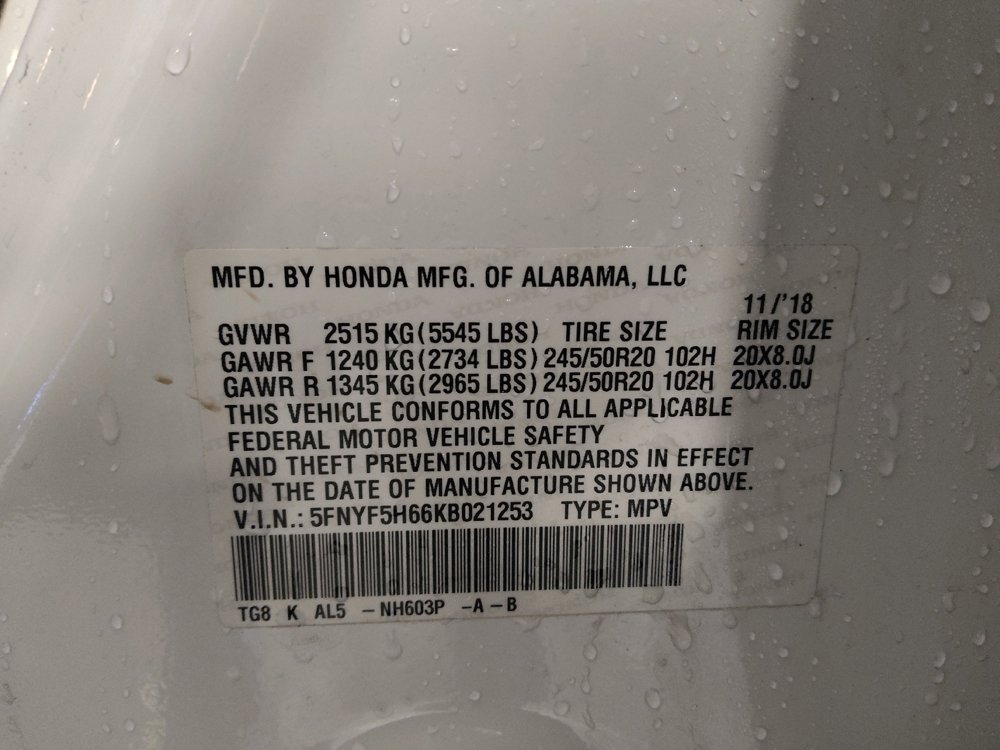 MFD. BY HONDA MFG. OF ALABAMA, LLC
11/'18
GVWR 2515 KG (5545 LBS) TIRE SIZE RIM SIZE
GAWR F 1240 KG (2734 LBS) 245/50R20 102H 20X8.0J
GAWR R 1345 KG (2965 LBS) 245/50R20 102H 20X8.0J
THIS VEHICLE CONFORMS TO ALL APPLICABLE
FEDERAL MOTOR VEHICLE SAFETY
AND THEFT PREVENTION STANDARDS IN EFFECT
ON THE DATE OF MANUFACTURE SHOWN ABOVE.
V.I.N.: 5FNYF5H66KB021253 TYPE: MPV
TG8 K AL5 -NH603P -A -B